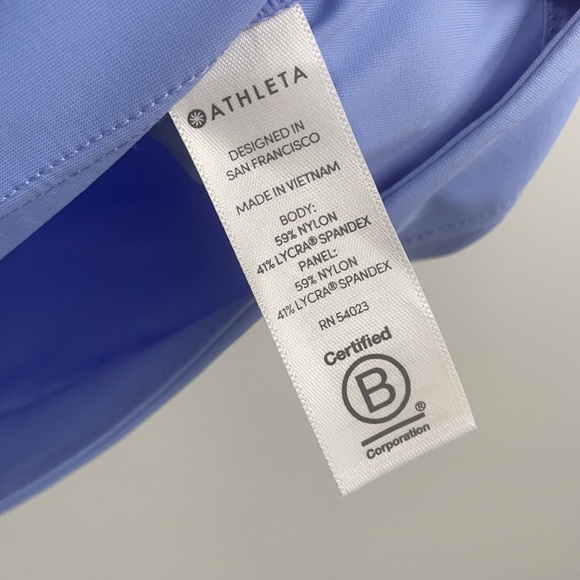 ATHLETA
DESIGNED IN
SAN FRANCISCO
MADE IN VIETNAM
BODY:
59% NYLON
41% LYCRA® SPANDEX
PANEL:
59% NYLON
41% LYCRA® SPANDEX
RN 54023
Certified
B
®
Corporation